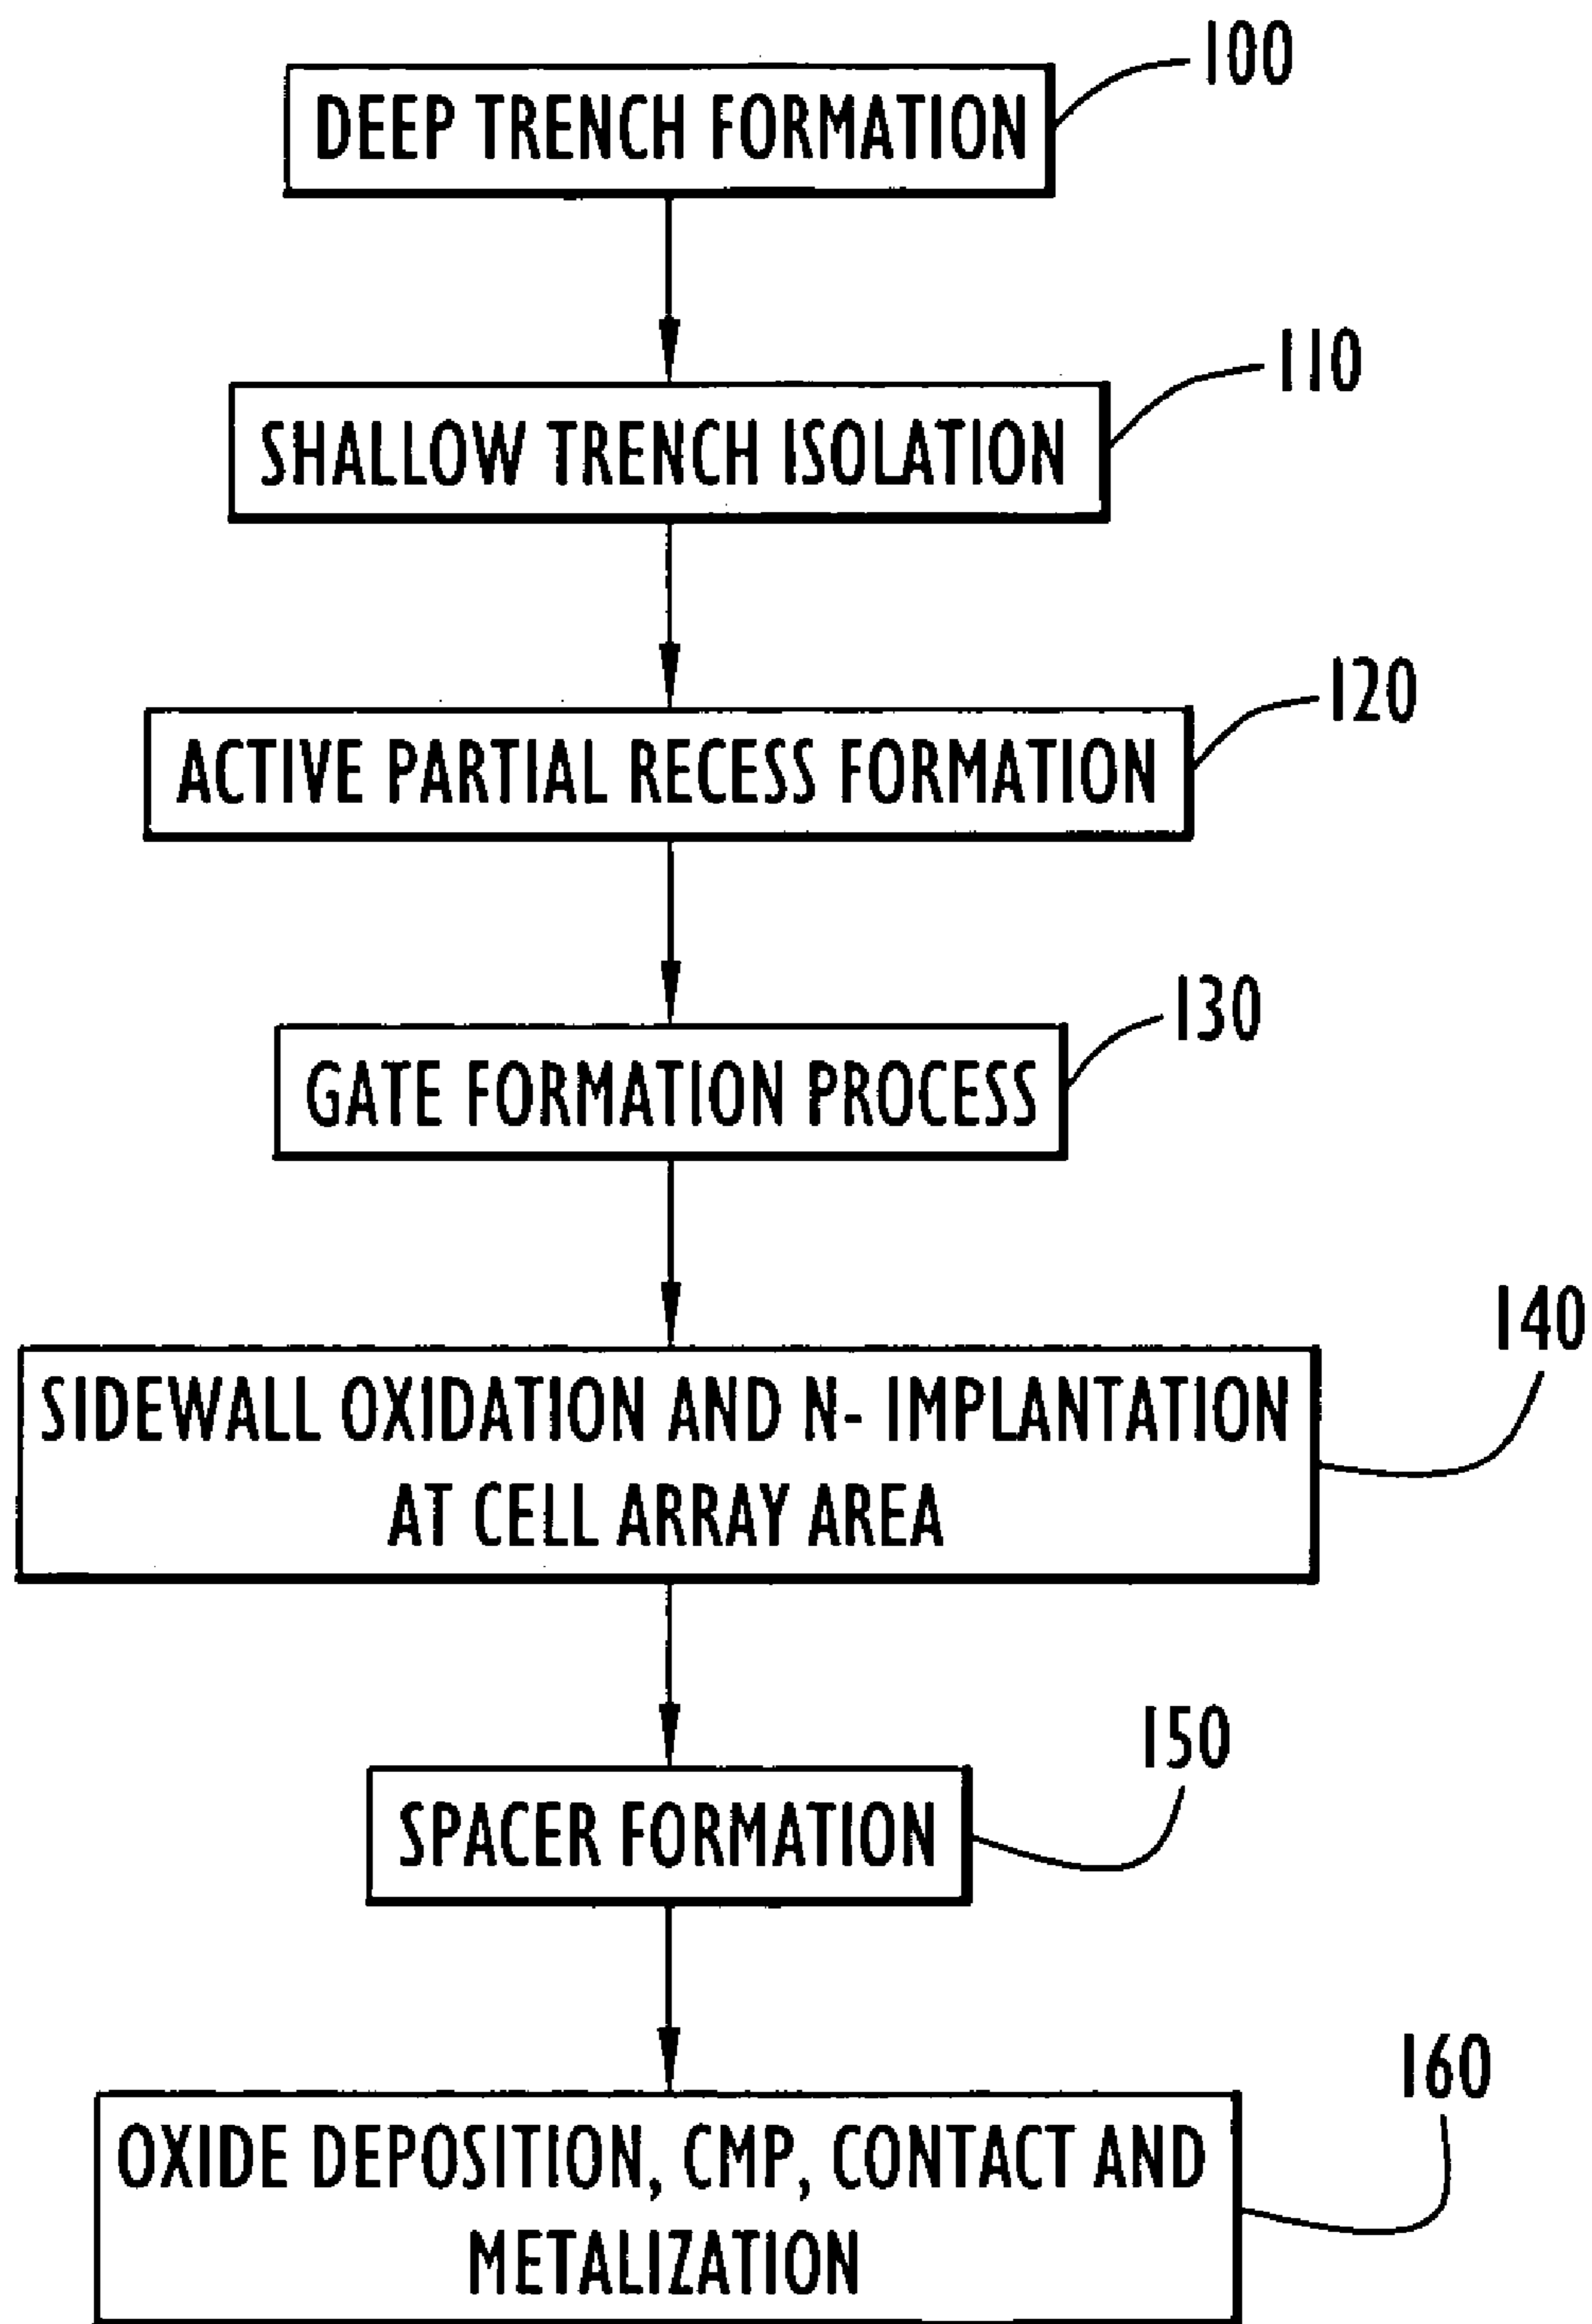 100
DEEP TRENCH FORMATION
110
SHALLOW TRENCH ISOLATION
120
ACTIVE PARTIAL RECESS FORMATION
130
GATE FORMATION PROCESS
140
SIDEWALL OXIDATION AND N- IMPLANTATION
AT CELL ARRAY AREA
150
SPACER FORMATION
160
OXIDE DEPOSITION, CMP, CONTACT AND
METALIZATION